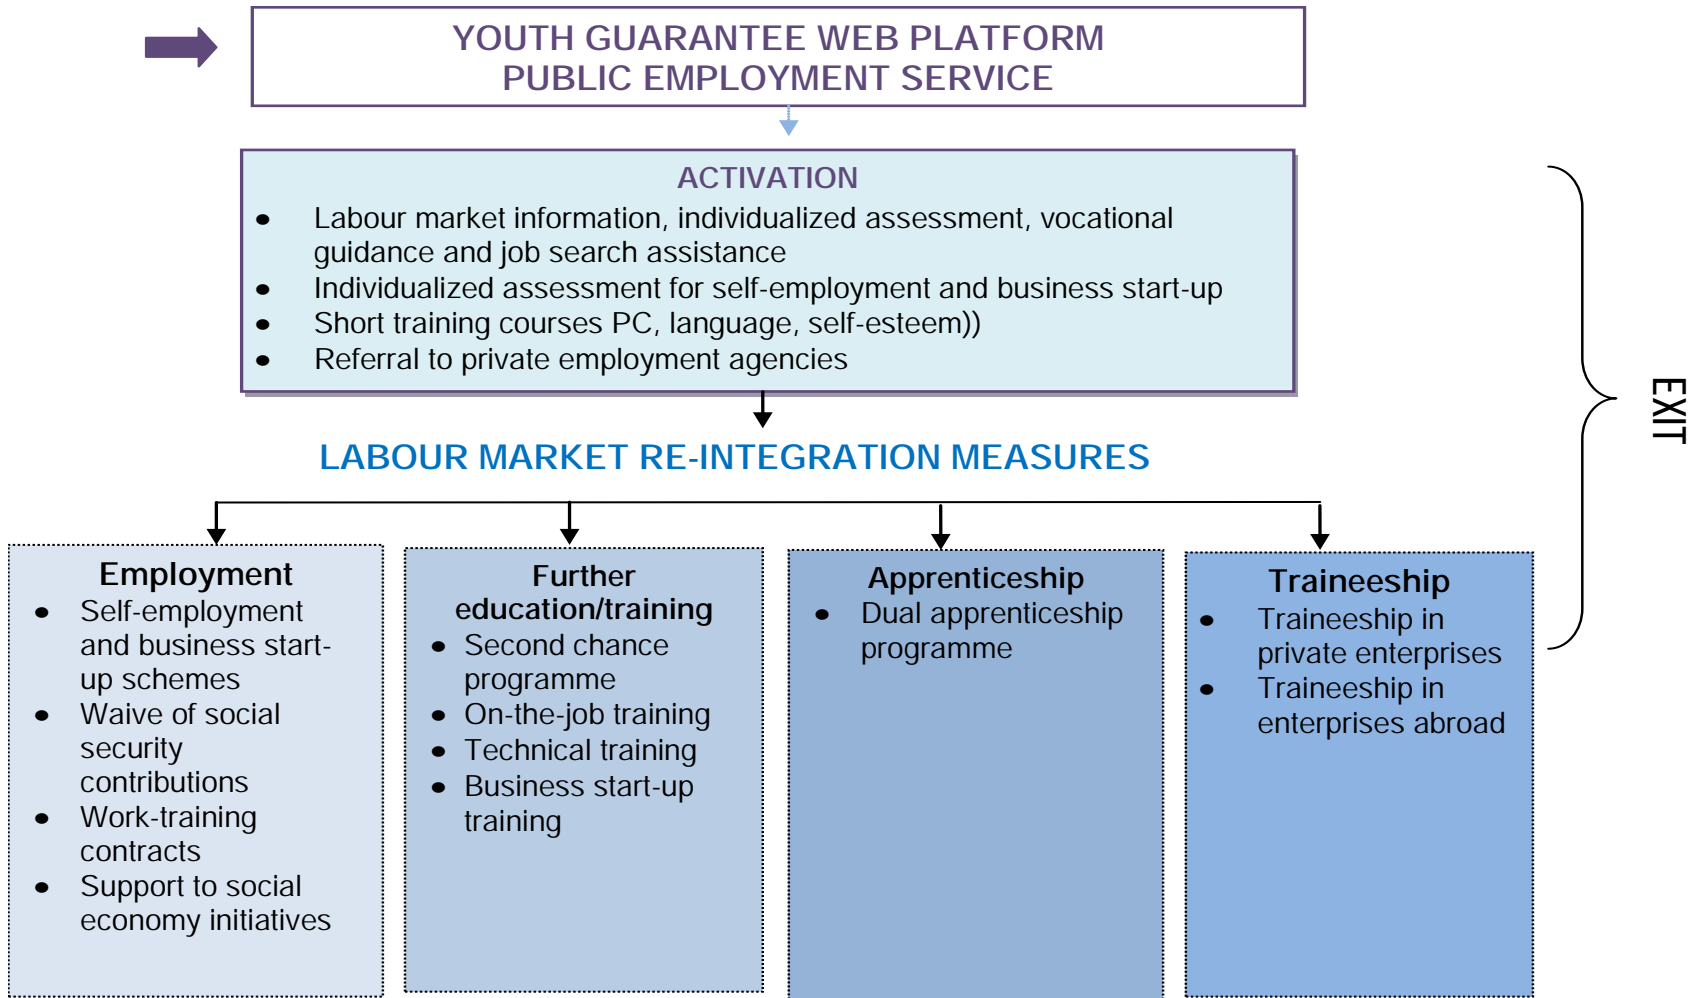 YOUTH GUARANTEE WEB PLATFORM
PUBLIC EMPLOYMENT SERVICE
ACTIVATION
● Labour market information, individualized assessment, vocational
guidance and job search assistance
● Individualized assessment for self-employment and business start-up
● Short training courses PC, language, self-esteem))
● Referral to private employment agencies
EXIT
LABOUR MARKET RE-INTEGRATION MEASURES
Employment
● Self-employment
and business start-
up schemes
● Waive of social
security
contributions
● Work-training
contracts
● Support to social
economy initiatives
Further
education/training
● Second chance
programme
● On-the-job training
● Technical training
● Business start-up
training
Apprenticeship
● Dual apprenticeship
programme
Traineeship
● Traineeship in
private enterprises
● Traineeship in
enterprises abroad